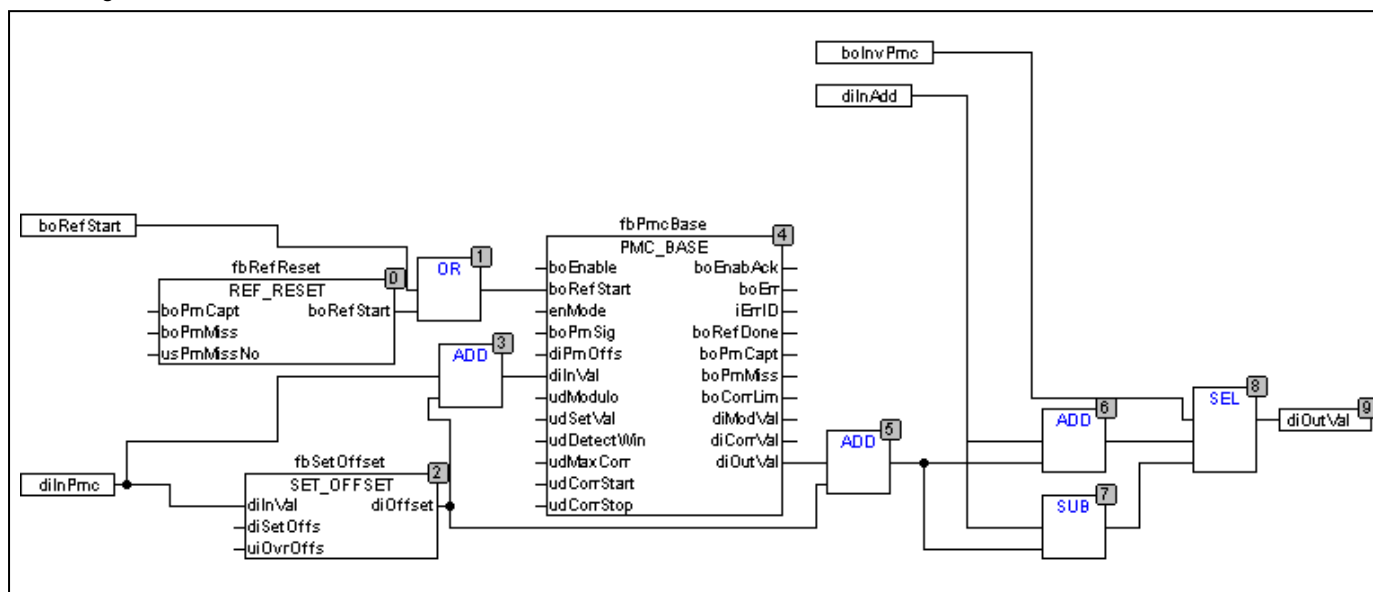 boInvPmc
diInAdd
boRefStart
fbRefReset
0
REF_RESET
boPmCapt boRefStart
boPmMiss
usPmMissNo
1
OR
3
ADD
diInPmc
fbSetOffset
2
SET_OFFSET
diInVal diOffset
diSetOffs
uiOvrOffs
fbPmcBase
4
PMC_BASE
boEnable boEnabAck
boRefStart boErr
enMode iErrID
boPmSig boRefDone
diPmOffs boPmCapt
diInVal boPmMiss
udModulo boCorrLim
udSetVal diModVal
udDetectWin diCorrVal
udMaxCorr diOutVal
udCorrStart
udCorrStop
5
ADD
6
ADD
7
SUB
8
SEL
9
diOutVal